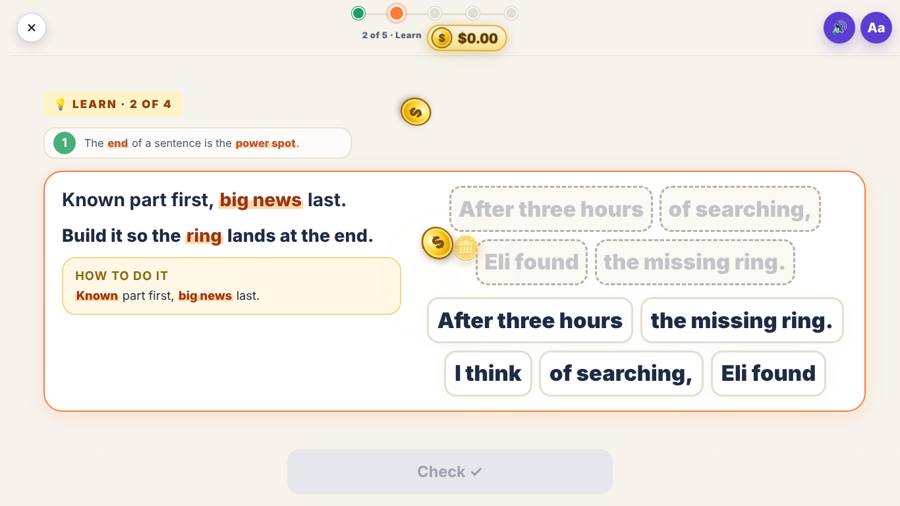 ✕
2 of 5 · Learn
$ $0.00
Aa
💡 LEARN · 2 OF 4
$
1 The end of a sentence is the power spot.
Known part first, big news last.
Build it so the ring lands at the end.
HOW TO DO IT
Known part first, big news last.
After three hours of searching,
$
Eli found the missing ring.
After three hours the missing ring.
I think of searching, Eli found
Check ✓